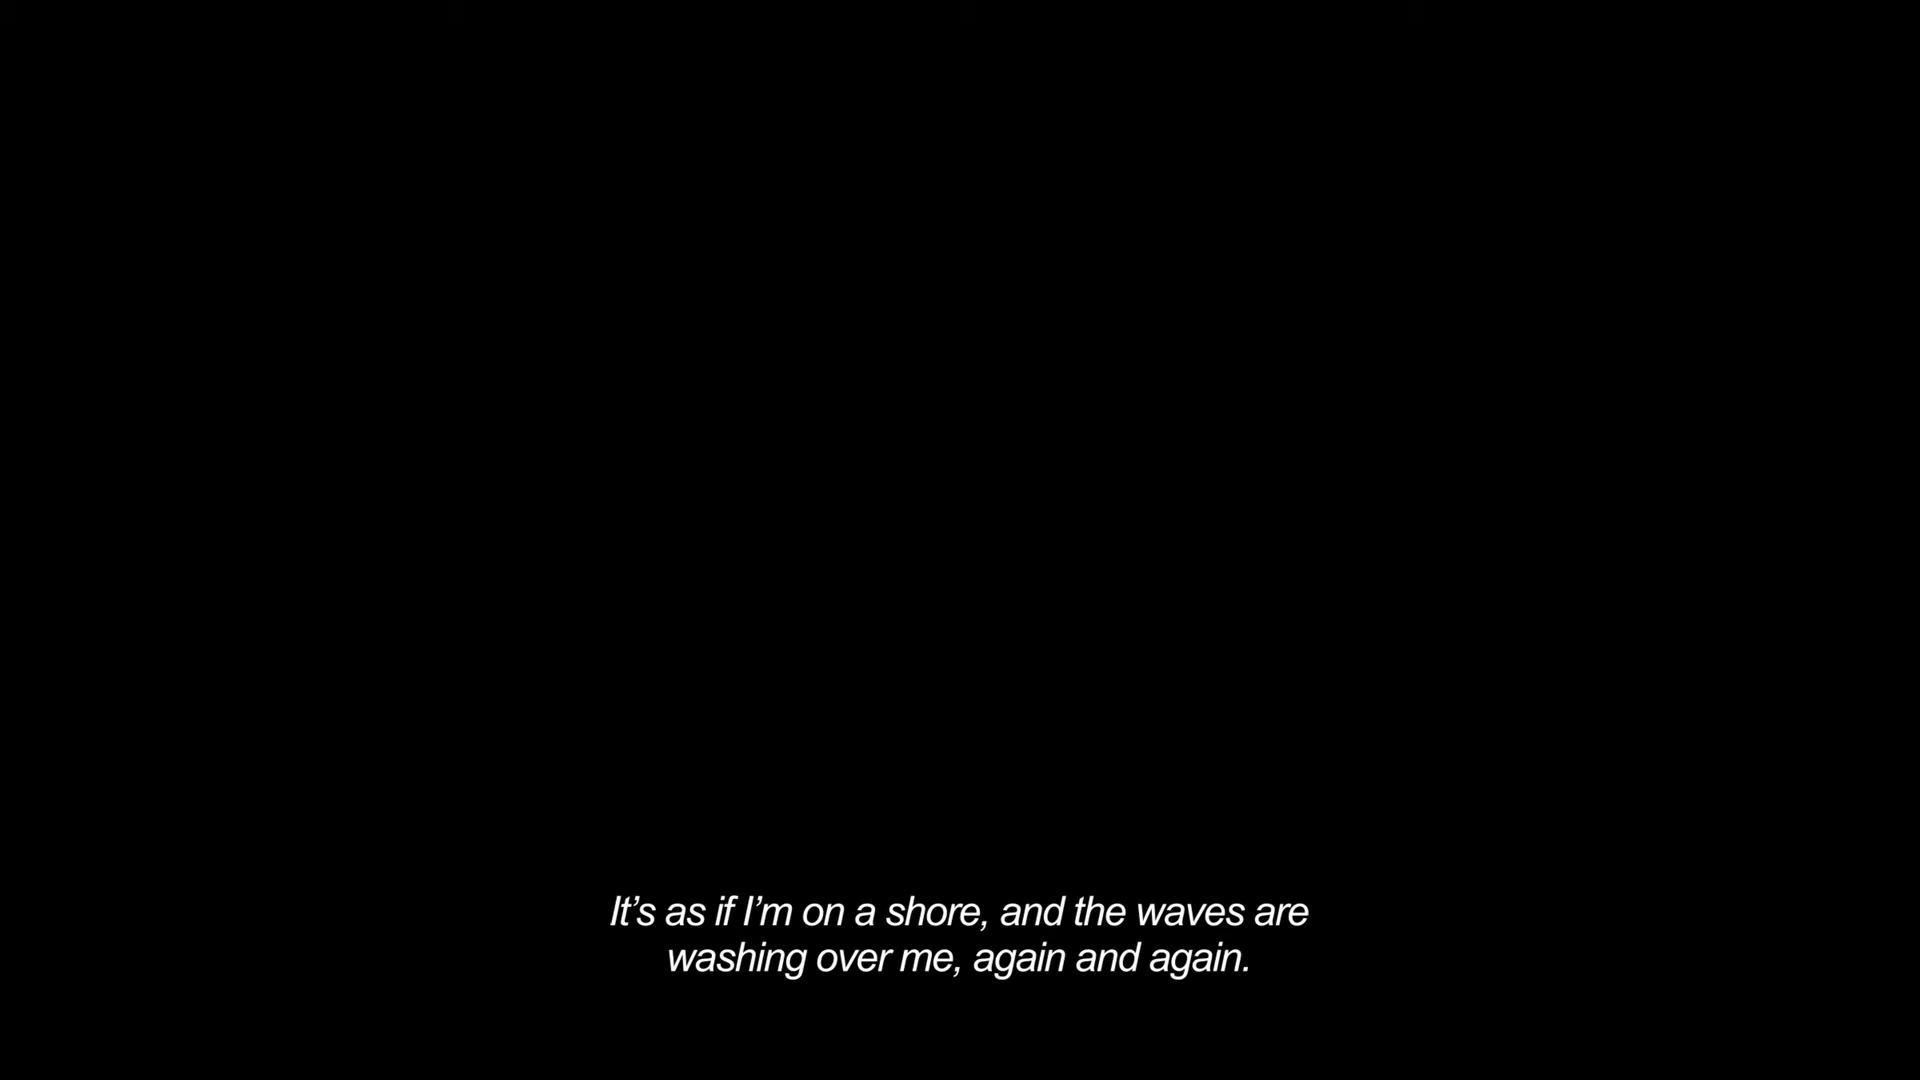 It’s as if I’m on a shore, and the waves are
washing over me, again and again.